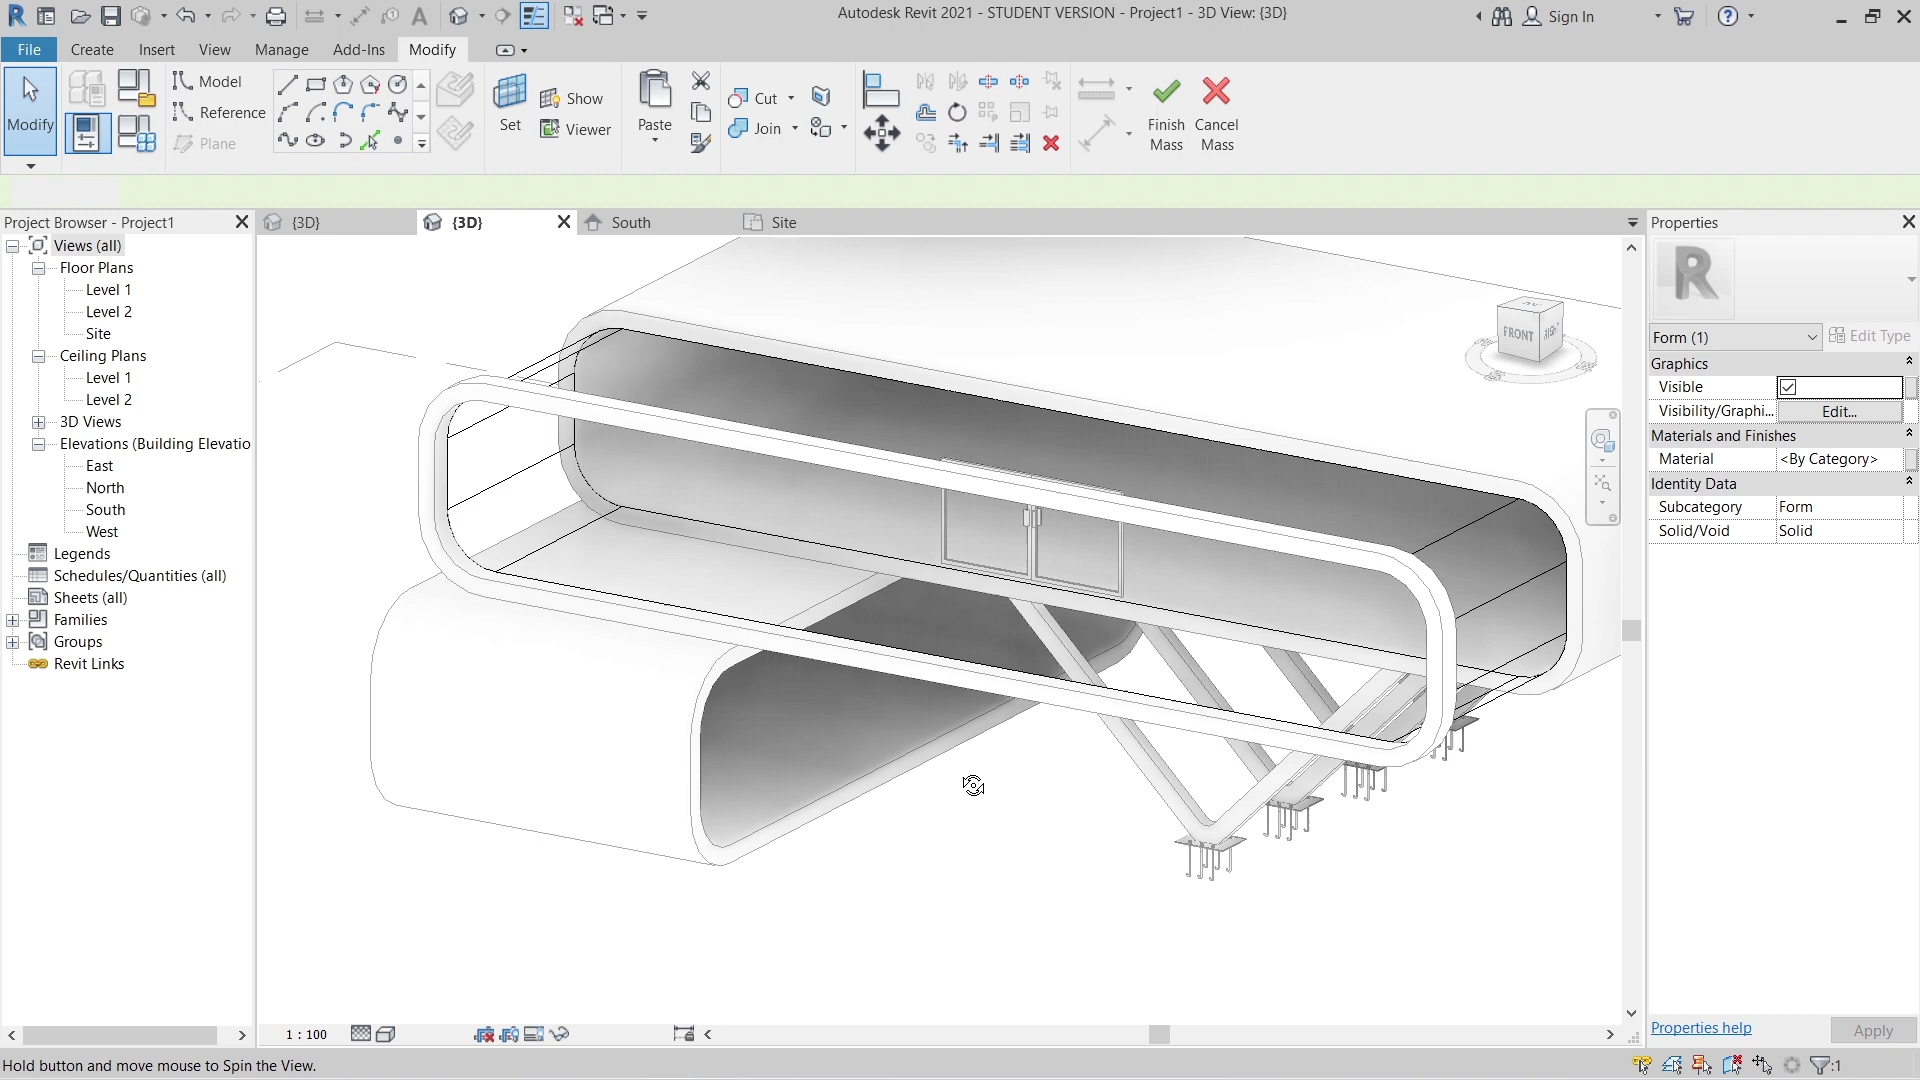 Autodesk Revit 2021 - STUDENT VERSION - Project1 - 3D View: {3D}
Sign In
File Create Insert View Manage Add-Ins Modify
Modify
Model
Reference
Plane
Set
Show
Viewer
Paste
Cut
Join
Finish Mass
Cancel Mass
Project Browser - Project1
Views (all)
Floor Plans
Level 1
Level 2
Site
Ceiling Plans
Level 1
Level 2
3D Views
Elevations (Building Elevatio
East
North
South
West
Legends
Schedules/Quantities (all)
Sheets (all)
Families
Groups
Revit Links
{3D}
{3D}
South
Site
FRONT
Properties
R
Form (1)
Edit Type
Graphics
Visible
Visibility/Graphi... Edit...
Materials and Finishes
Material <By Category>
Identity Data
Subcategory Form
Solid/Void Solid
Properties help
Apply
1 : 100
Hold button and move mouse to Spin the View.
:1